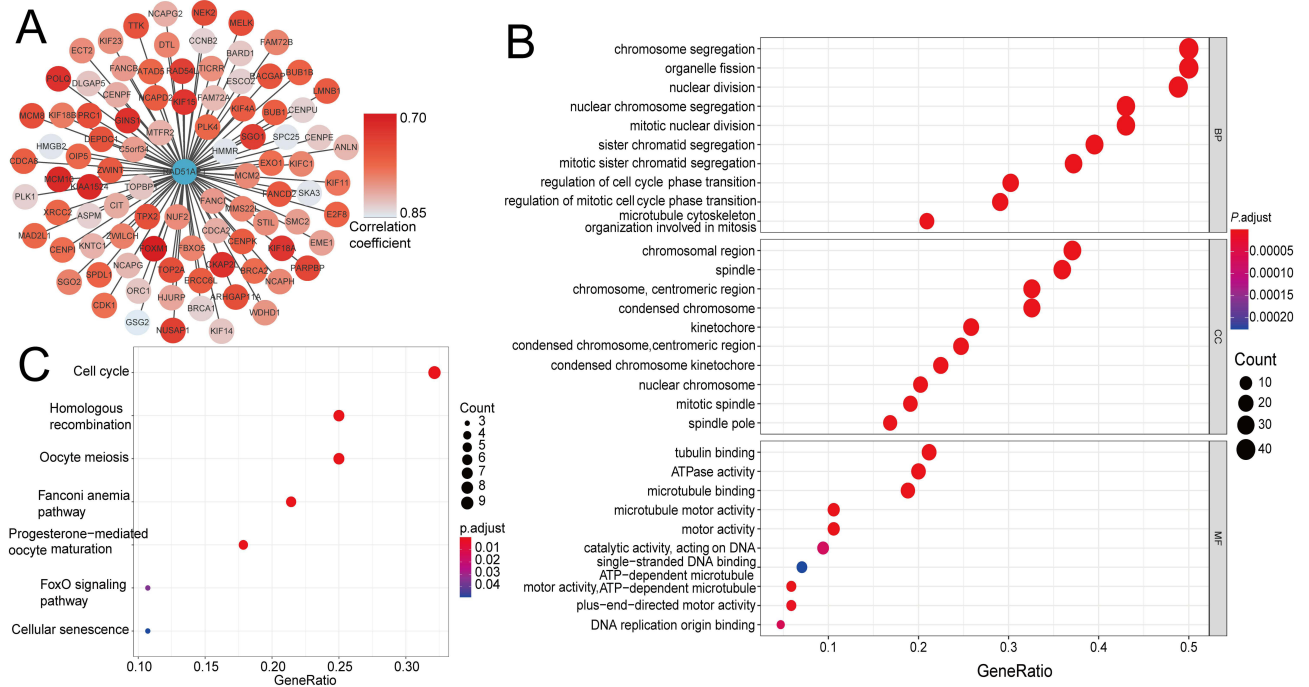 A
NCAPG2
NEK2
TTK
MELK
KIF23
DTL
CCNB2
FAM72B
ECT2
BARD1
FANCB
ATAD5
RAD54L
TICRR
RACGAP
BUB1B
POLQ
DLGAP5
ESCO2
LMNB1
CENPF
NCAPD2
KIF15
FAM72A
MCM8
KIF18B
PRC1
GINS1
KIF4A
BUB1
CENPU
MTFR2
PLK4
HMGB2
DEPDC1
SGO1
SPC25
CENPE
C5orf34
HMMR
ANLN
CDCA8
OIP5
ZWIN1
EXO1
KIFC1
RAD51A
MCM10
KIAA1524
TOPBP
MCM2
KIF11
PLK1
FANCD2
SKA3
FANCI
XRCC2
ASPM
CIT
TPX2
NUF2
MMS22L
E2F8
STIL
SMC2
MAD2L1
CENPI
KNTC1
ZWILCH
FOXM1
FBXO5
CDCA2
CENPK
KIF18A
EME1
SGO2
SPDL1
NCAPG
TOP2A
CKAP2L
BRCA2
PARPBP
ORC1
ERCC6L
NCAPH
CDK1
HJURP
BRCA1
ARHGAP11A
WDHD1
GSG2
NUSAP1
KIF14
0.70
0.85
Correlation
coefficient
B
chromosome segregation
organelle fission
nuclear division
nuclear chromosome segregation
mitotic nuclear division
sister chromatid segregation
mitotic sister chromatid segregation
regulation of cell cycle phase transition
regulation of mitotic cell cycle phase transition
microtubule cytoskeleton
organization involved in mitosis
BP
chromosomal region
spindle
chromosome, centromeric region
condensed chromosome
kinetochore
condensed chromosome,centromeric region
condensed chromosome kinetochore
nuclear chromosome
mitotic spindle
spindle pole
CC
tubulin binding
ATPase activity
microtubule binding
microtubule motor activity
motor activity
catalytic activity, acting on DNA
single-stranded DNA binding
ATP-dependent microtubule
motor activity,ATP-dependent microtubule
plus-end-directed motor activity
DNA replication origin binding
MF
0.1 0.2 0.3 0.4 0.5
GeneRatio
P.adjust
0.00005
0.00010
0.00015
0.00020
Count
10
20
30
40
C
Cell cycle
Homologous
recombination
Oocyte meiosis
Fanconi anemia
pathway
Progesterone-mediated
oocyte maturation
FoxO signaling
pathway
Cellular senescence
0.10 0.15 0.20 0.25 0.30
GeneRatio
Count
3
4
5
6
7
8
9
p.adjust
0.01
0.02
0.03
0.04